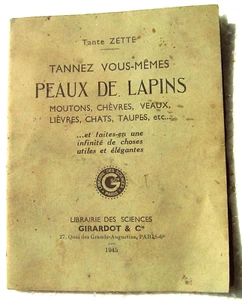 Tante ZETTE
TANNEZ VOUS-MÊMES
PEAUX DE LAPINS
MOUTONS, CHÈVRES, VEAUX,
LIÈVRES, CHATS, TAUPES, etc...
...et faites-en une
infinité de choses
utiles et élégantes
G
LIBRAIRIE DES SCIENCES
GIRARDOT & Cie
27, Quai des Grands-Augustins, PARIS-6e
1945